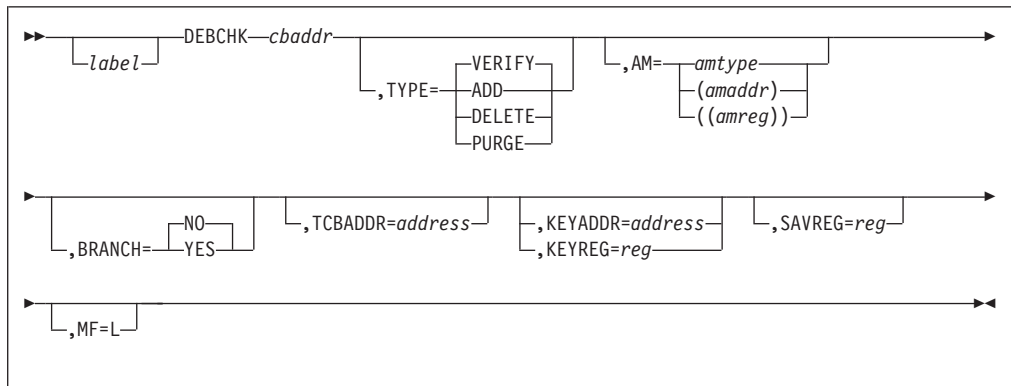 DEBCHK cbaddr
label
,TYPE=
VERIFY
ADD
DELETE
PURGE
,AM=
amtype
(amaddr)
((amreg))
,BRANCH=
NO
YES
,TCBADDR=address
,KEYADDR=address
,KEYREG=reg
,SAVREG=reg
,MF=L